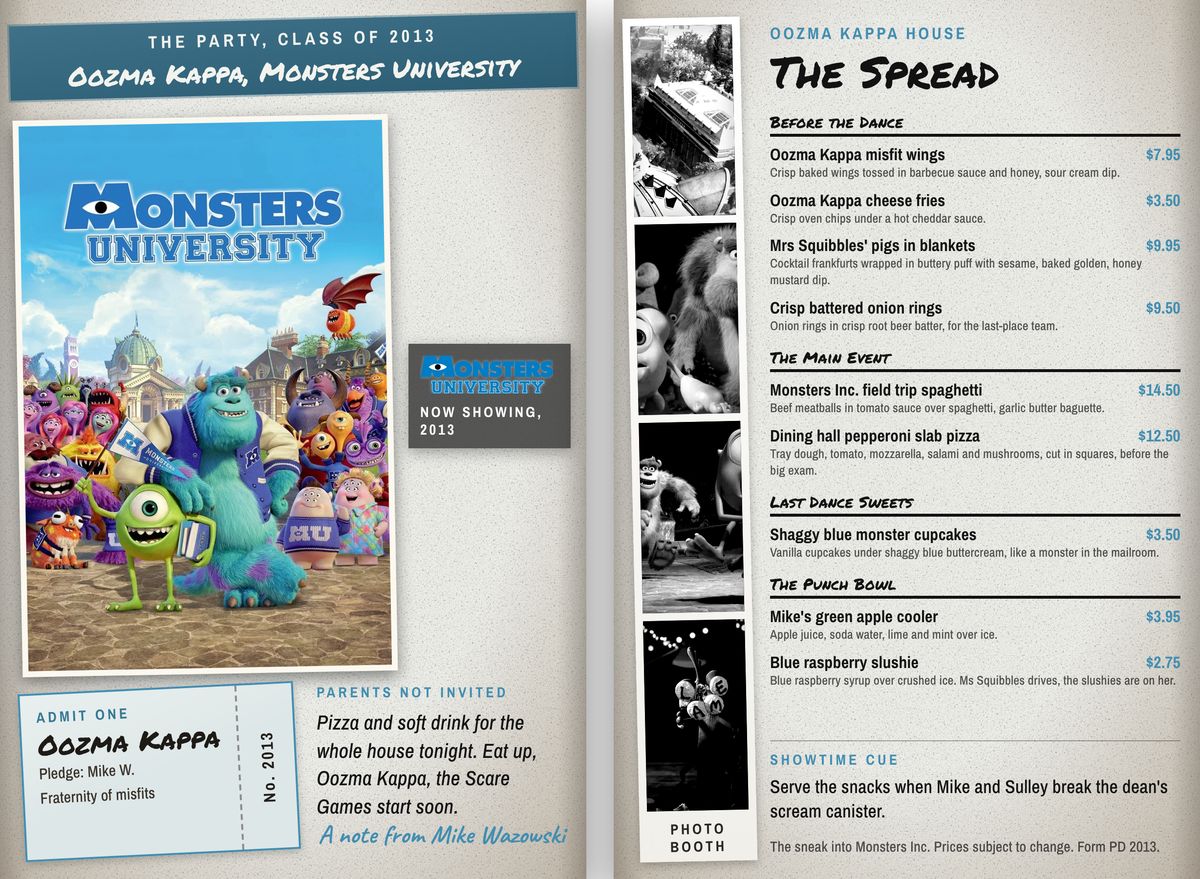 THE PARTY, CLASS OF 2013
OOZMA KAPPA, MONSTERS UNIVERSITY
MONSTERS
UNIVERSITY
MONSTERS
UNIVERSITY
NOW SHOWING,
2013
M
MU
ADMIT ONE
OOZMA KAPPA
Pledge: Mike W.
Fraternity of misfits
No. 2013
PARENTS NOT INVITED
Pizza and soft drink for the
whole house tonight. Eat up,
Oozma Kappa, the Scare
Games start soon.
A note from Mike Wazowski
PHOTO
BOOTH
OOZMA KAPPA HOUSE
THE SPREAD
BEFORE THE DANCE
Oozma Kappa misfit wings $7.95
Crisp baked wings tossed in barbecue sauce and honey, sour cream dip.
Oozma Kappa cheese fries $3.50
Crisp oven chips under a hot cheddar sauce.
Mrs Squibbles' pigs in blankets $9.95
Cocktail frankfurts wrapped in buttery puff with sesame, baked golden, honey
mustard dip.
Crisp battered onion rings $9.50
Onion rings in crisp root beer batter, for the last-place team.
THE MAIN EVENT
Monsters Inc. field trip spaghetti $14.50
Beef meatballs in tomato sauce over spaghetti, garlic butter baguette.
Dining hall pepperoni slab pizza $12.50
Tray dough, tomato, mozzarella, salami and mushrooms, cut in squares, before the
big exam.
LAST DANCE SWEETS
Shaggy blue monster cupcakes $3.50
Vanilla cupcakes under shaggy blue buttercream, like a monster in the mailroom.
THE PUNCH BOWL
Mike's green apple cooler $3.95
Apple juice, soda water, lime and mint over ice.
Blue raspberry slushie $2.75
Blue raspberry syrup over crushed ice. Ms Squibbles drives, the slushies are on her.
SHOWTIME CUE
Serve the snacks when Mike and Sulley break the dean's
scream canister.
The sneak into Monsters Inc. Prices subject to change. Form PD 2013.